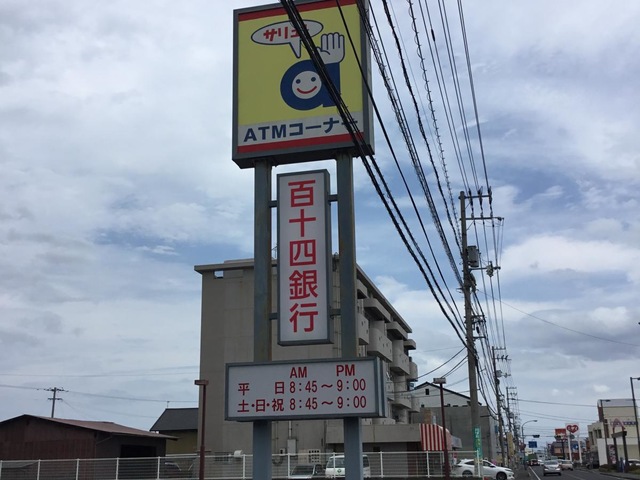 サリュ
ATMコーナー
百十四銀行
AM PM
平 日 8:45～9:00
土・日・祝 8:45～9:00